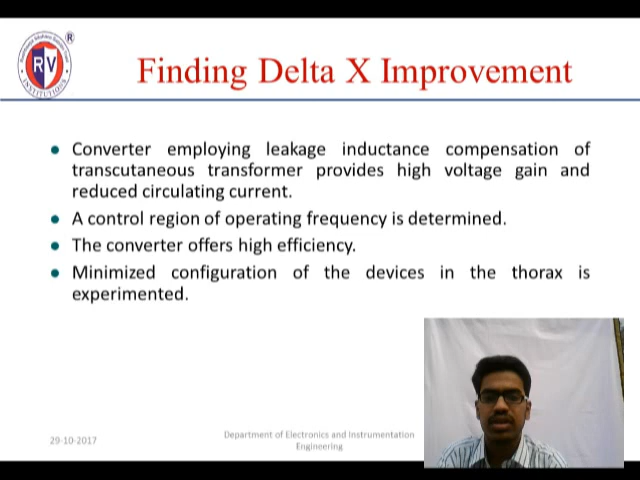 R
RV
INSTITUTIONS
Finding Delta X Improvement
Converter employing leakage inductance compensation of
transcutaneous transformer provides high voltage gain and
reduced circulating current.
A control region of operating frequency is determined.
The converter offers high efficiency.
Minimized configuration of the devices in the thorax is
experimented.
29-10-2017
Department of Electronics and Instrumentation
Engineering